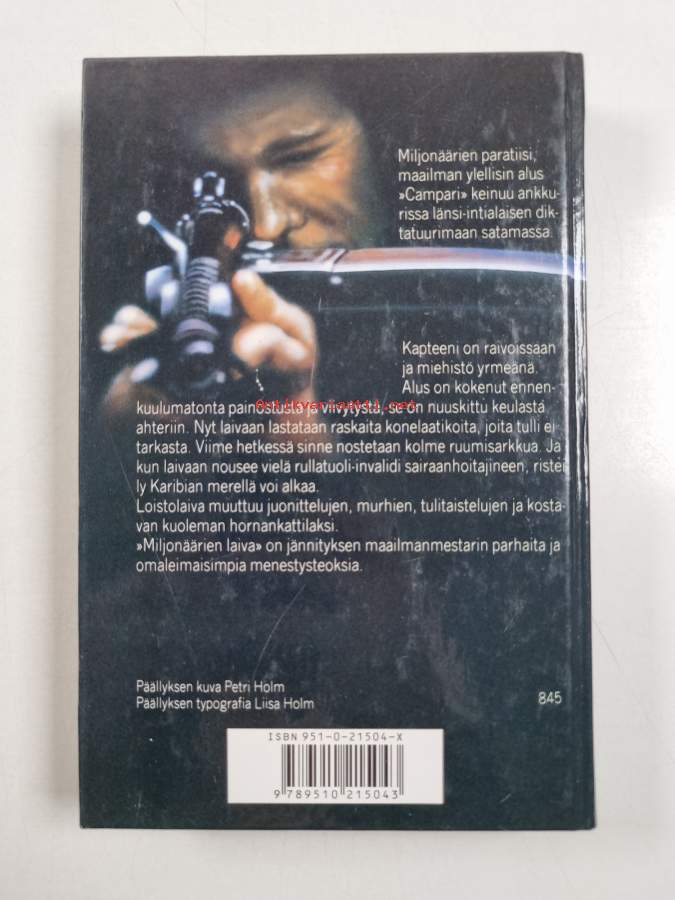 Miljonäärien paratiisi,
maailman ylellisin alus
»Campari» keinuu ankku-
rissa länsi-intialaisen dik-
tatuurimaan satamassa.
Kapteeni on raivoissaan
ja miehistö yrmeänä.
Alus on kokenut ennen-
kuulumatonta painostusta ja viivytystä, se on nuuskittu keulasta
ahteriin. Nyt laivaan lastataan raskaita konelaatikoita, joita tulli ei
tarkasta. Viime hetkessä sinne nostetaan kolme ruumisarkkua. Ja
kun laivaan nousee vielä rullatuoli-invalidi sairaanhoitajineen, ristei
ly Karibian merellä voi alkaa.
Loistolaiva muuttuu juonittelujen, murhien, tulitaistelujen ja kosta-
van kuoleman hornankattilaksi.
»Miljonäärien laiva» on jännityksen maailmanmestarin parhaita ja
omaleimaisimpia menestysteoksia.
Päällyksen kuva Petri Holm
Päällyksen typografia Liisa Holm
845
ISBN 951-0-21504-X
9 789510 215043